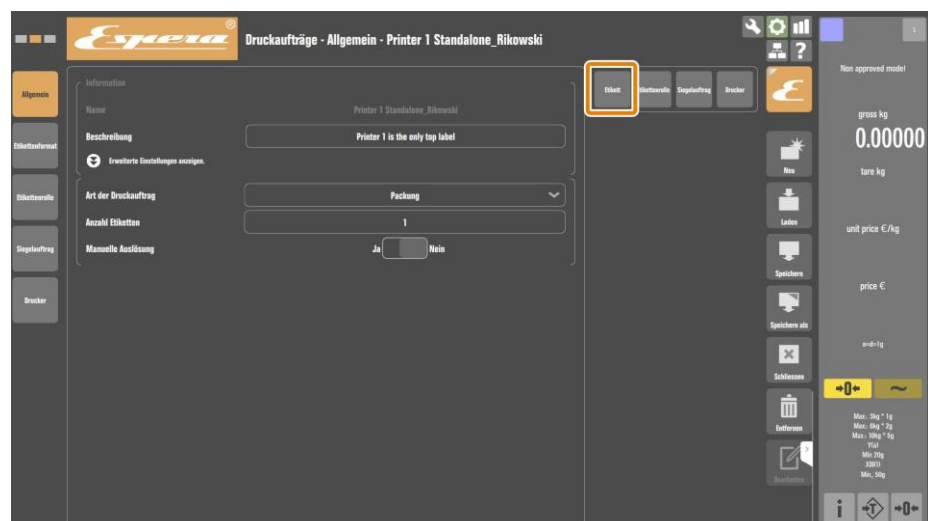 Espera®
Druckaufträge - Allgemein - Printer 1 Standalone_Rikowski
?
1
Allgemein
Etikettenformat
Etikettenrolle
Siegelauftrag
Drucker
Information
Name
Printer 1 Standalone_Rikowski
Beschreibung
Printer 1 is the only top label
Erweiterte Einstellungen anzeigen.
Art der Druckauftrag
Packung
Anzahl Etiketten
1
Manuelle Auslösung
Ja
Nein
Etikett
Etikettenrolle
Siegelauftrag
Drucker
E
Neu
Laden
Speichern
Speichern als
Schliessen
Entfernen
Bearbeiten
Non approved model
gross kg
0.00000
tare kg
unit price €/kg
price €
e=d=1g
→0←
~
Max: 3kg * 1g
Max: 6kg * 2g
Max: 10kg * 5g
Y(a)
Min 20g
Min, 50g
i
T
→0←